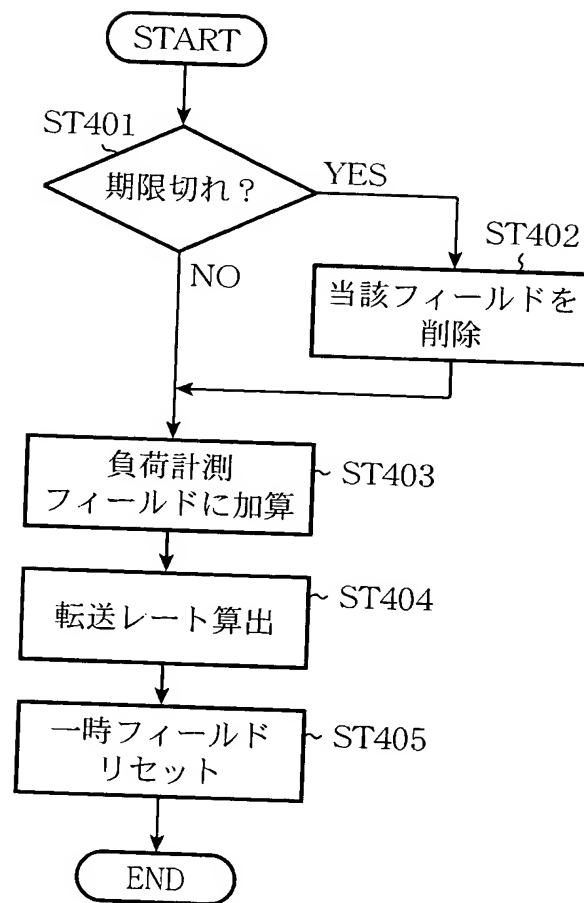 START
ST401
期限切れ?
YES
NO
ST402
当該フィールドを
削除
負荷計測
フィールドに加算
ST403
転送レート算出
ST404
一時フィールド
リセット
ST405
END